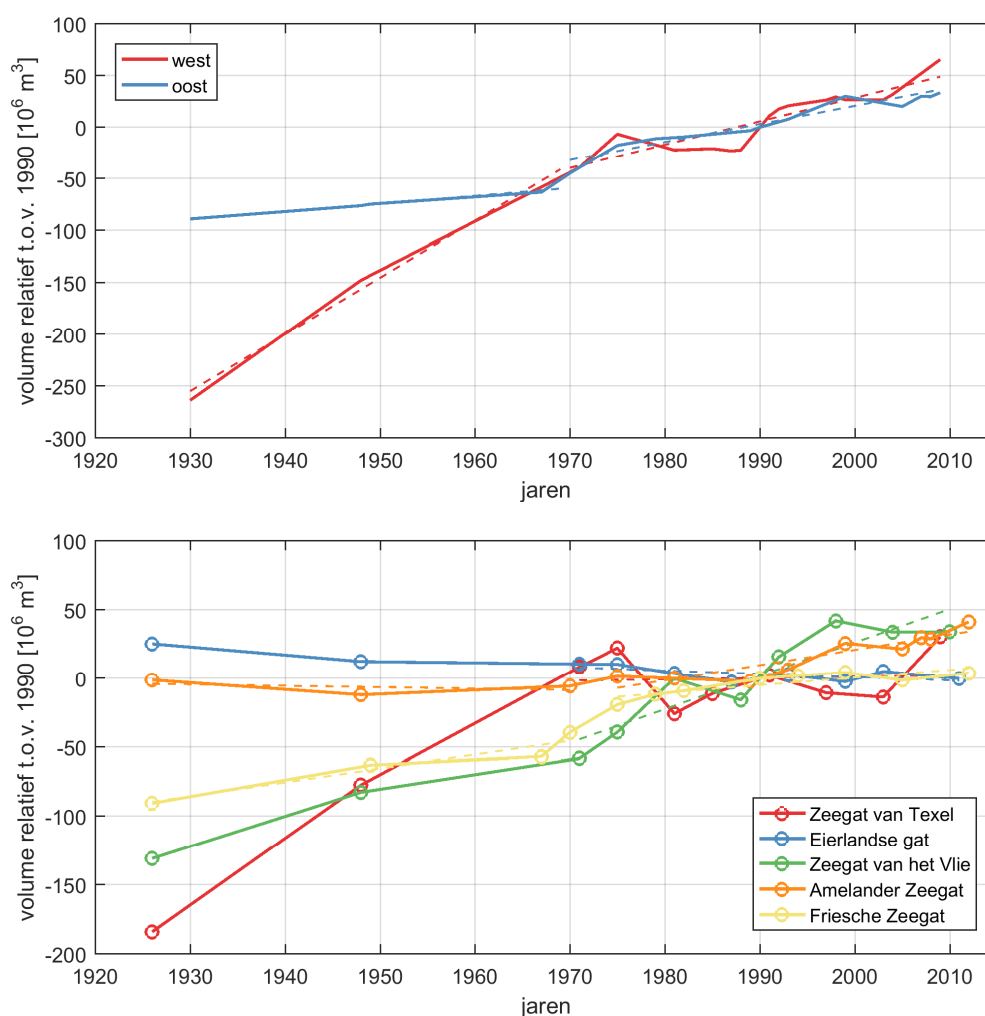 volume relatief t.o.v. 1990 [10⁶ m³]
100
50
0
-50
-100
-150
-200
-250
-300
west
oost
1920 1930 1940 1950 1960 1970 1980 1990 2000 2010
jaren
volume relatief t.o.v. 1990 [10⁶ m³]
100
50
0
-50
-100
-150
-200
Zeegat van Texel
Eierlandse gat
Zeegat van het Vlie
Amelander Zeegat
Friesche Zeegat
1920 1930 1940 1950 1960 1970 1980 1990 2000 2010
jaren